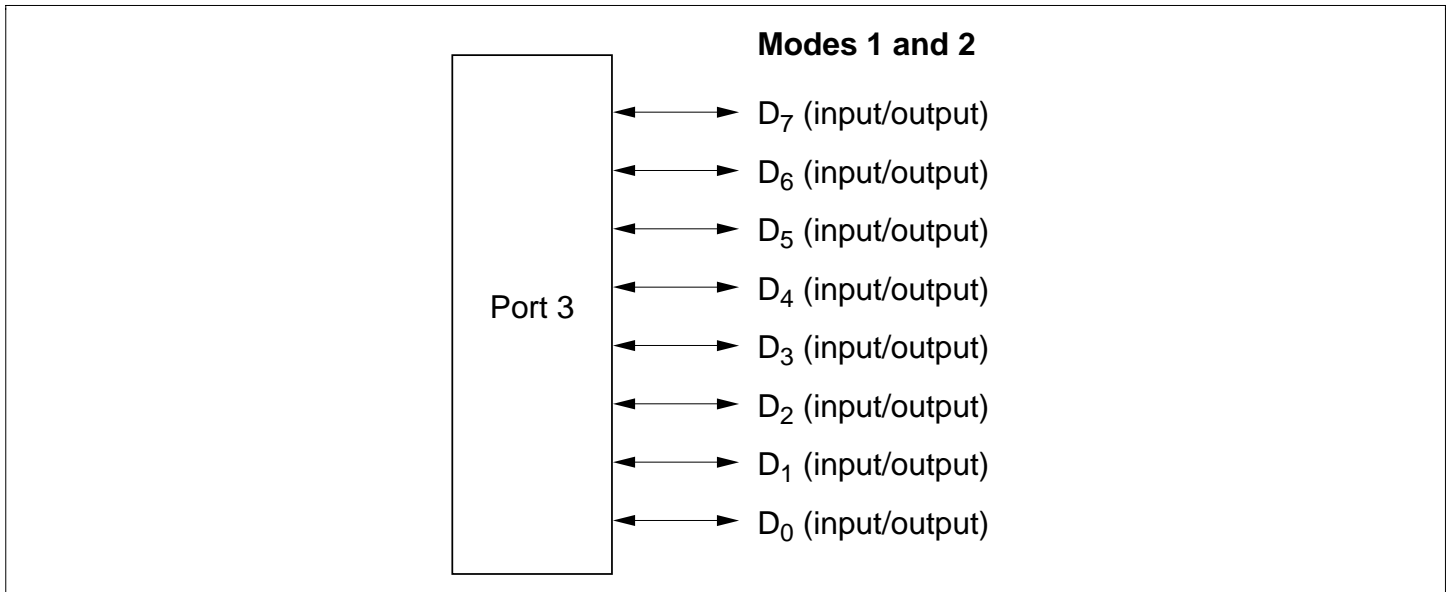 Modes 1 and 2
D7 (input/output)
D6 (input/output)
D5 (input/output)
D4 (input/output)
Port 3
D3 (input/output)
D2 (input/output)
D1 (input/output)
D0 (input/output)